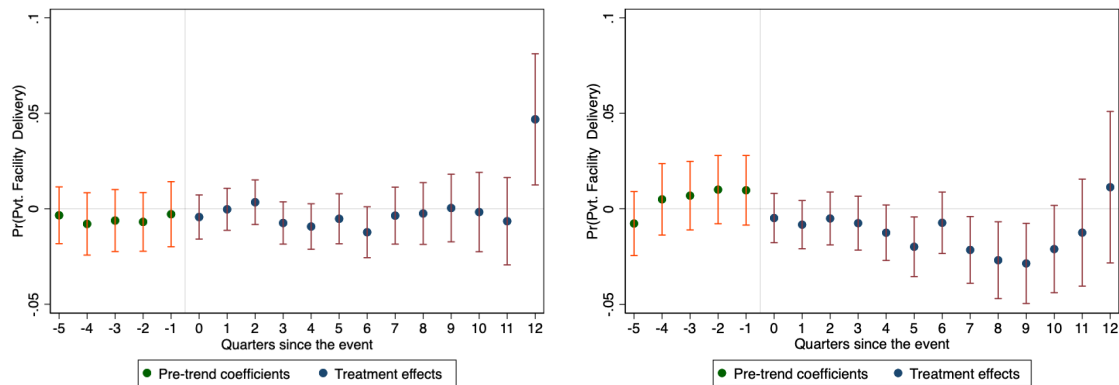 Pr(Pvt. Facility Delivery)
.1
.05
0
-.05
-5 -4 -3 -2 -1 0 1 2 3 4 5 6 7 8 9 10 11 12
Quarters since the event
Pre-trend coefficients Treatment effects
Pr(Pvt. Facility Delivery)
.1
.05
0
-.05
-5 -4 -3 -2 -1 0 1 2 3 4 5 6 7 8 9 10 11 12
Quarters since the event
Pre-trend coefficients Treatment effects